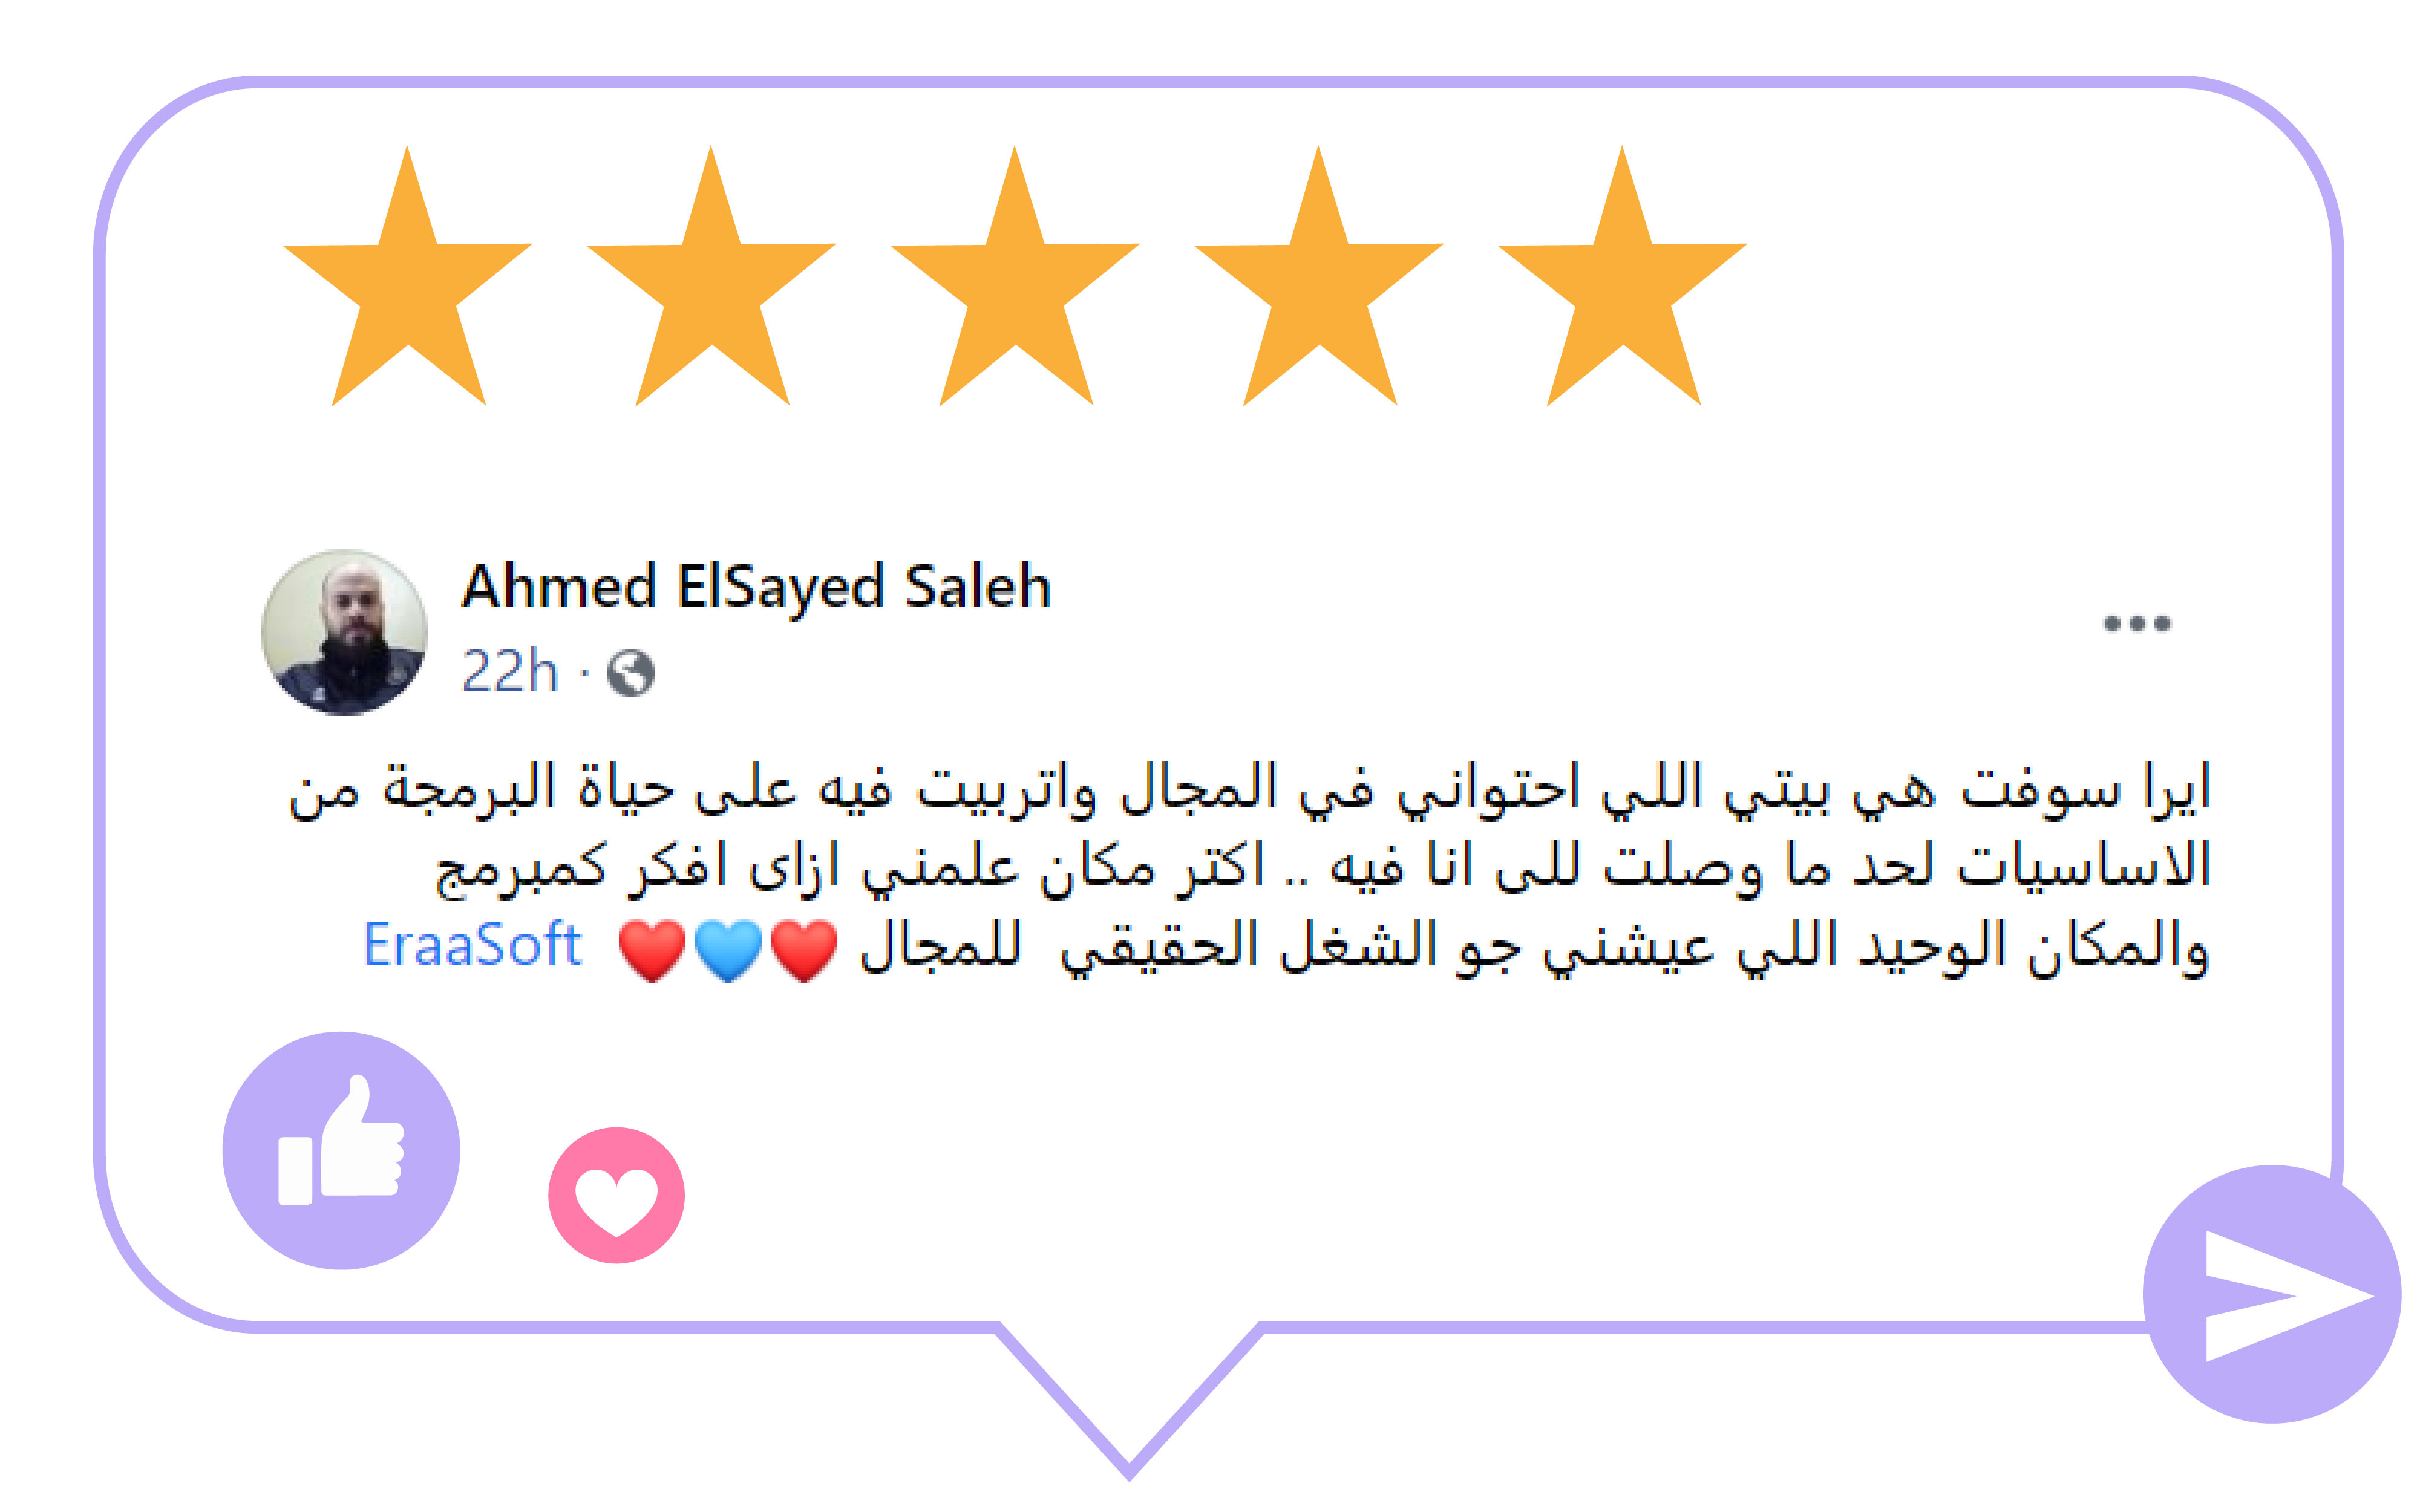 Ahmed ElSayed Saleh
22h ·
ايرا سوفت هي بيتي اللي احتواني في المجال واتربيت فيه على حياة البرمجة من
الاساسيات لحد ما وصلت للى انا فيه .. اكتر مكان علمني ازاى افكر كمبرمج
والمكان الوحيد اللي عيشني جو الشغل الحقيقي للمجال ❤️💙❤️ EraaSoft